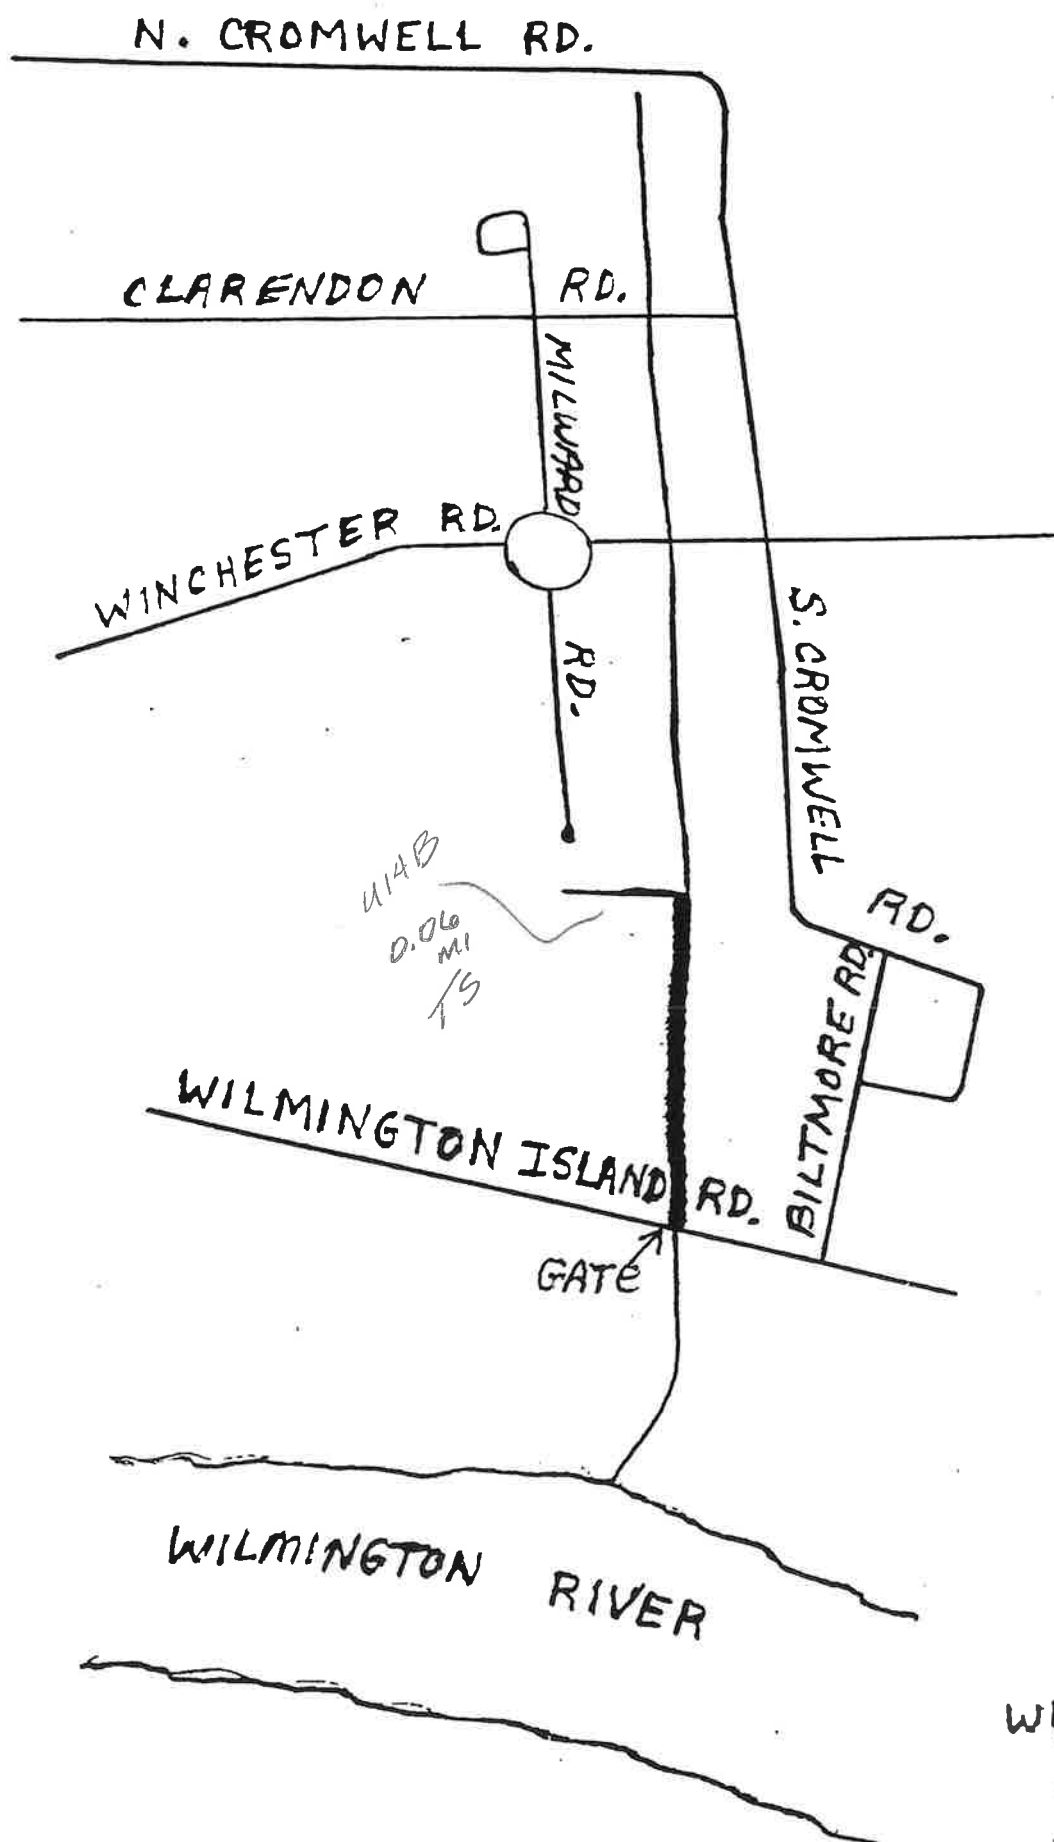 N. CROMWELL RD.
CLARENDON RD.
MILWARD RD.
WINCHESTER RD.
S. CROMWELL RD.
U14B
0.06
MI
TS
BILTMORE RD.
WILMINGTON ISLAND RD.
GATE
WILMINGTON RIVER